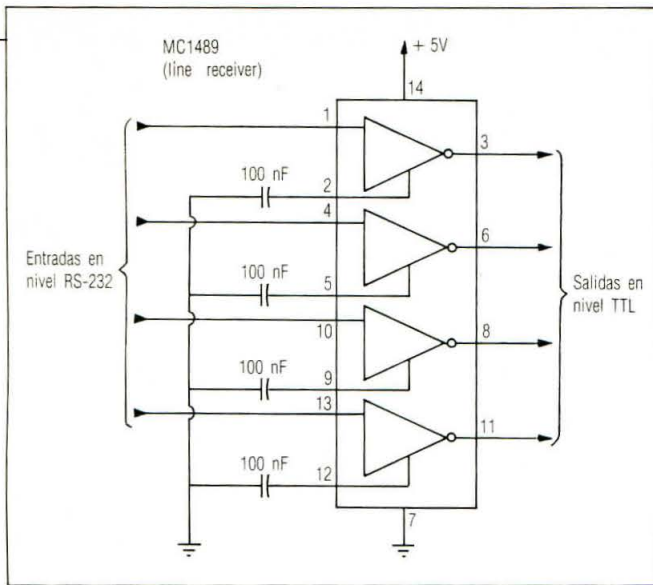 MC1489
(line receiver)
+ 5V
14
1
3
100 nF
2
4
6
Entradas en
nivel RS-232
100 nF
5
Salidas en
nivel TTL
10
8
100 nF
9
13
11
100 nF
12
7